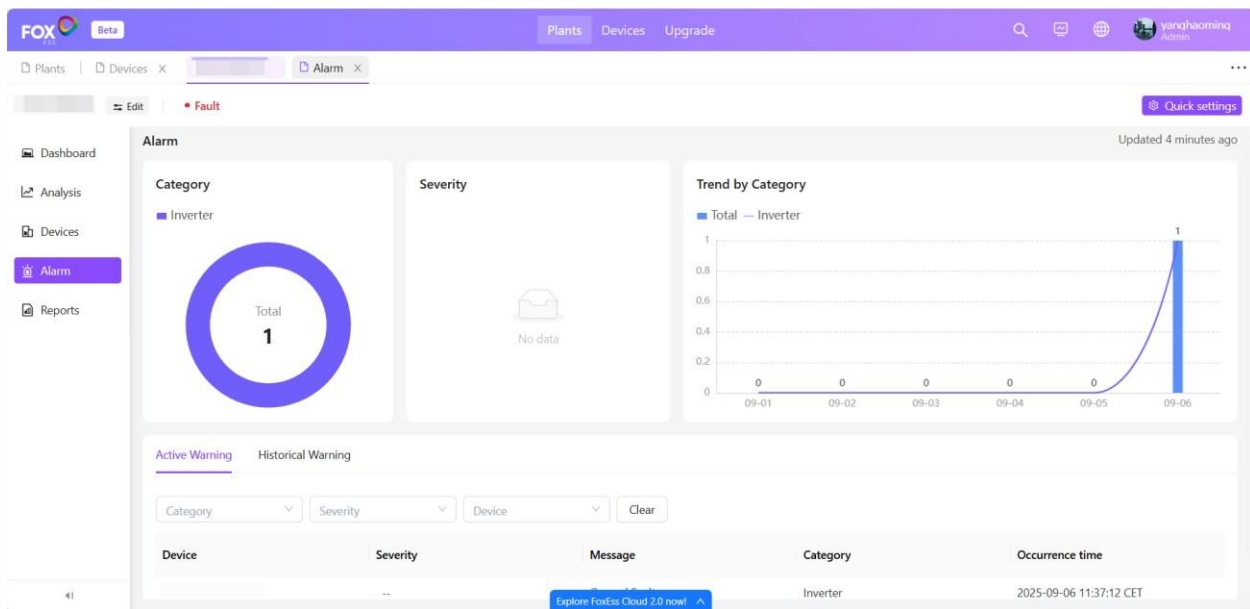 FOX ESS Beta Plants Devices Upgrade yanghaoming
Admin
Plants Devices Alarm
Edit Fault Quick settings
Alarm Updated 4 minutes ago
Dashboard
Analysis
Devices
Alarm
Reports
Category
Inverter
Total
1
Severity
No data
Trend by Category
Total Inverter
1
0.8
0.6
0.4
0.2
0
1
0 0 0 0 0
09-01 09-02 09-03 09-04 09-05 09-06
Active Warning Historical Warning
Category Severity Device Clear
Device Severity Message Category Occurrence time
-- Inverter 2025-09-06 11:37:12 CET
Explore FoxEss Cloud 2.0 now!